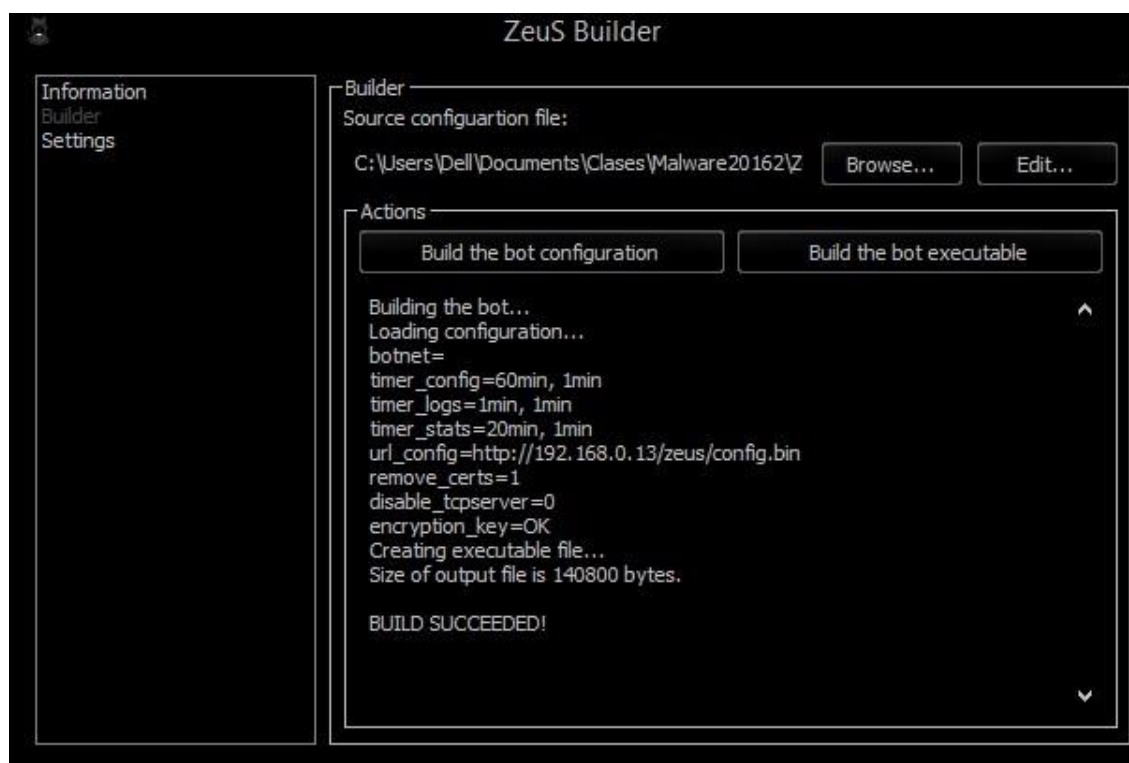 ZeuS Builder
Information
Builder
Settings
Builder
Source configuartion file:
C:\Users\Dell\Documents\Clases\Malware20162\Z
Browse...
Edit...
Actions
Build the bot configuration
Build the bot executable
Building the bot...
Loading configuration...
botnet=
timer_config=60min, 1min
timer_logs=1min, 1min
timer_stats=20min, 1min
url_config=http://192.168.0.13/zeus/config.bin
remove_certs=1
disable_tcpserver=0
encryption_key=OK
Creating executable file...
Size of output file is 140800 bytes.
BUILD SUCCEEDED!